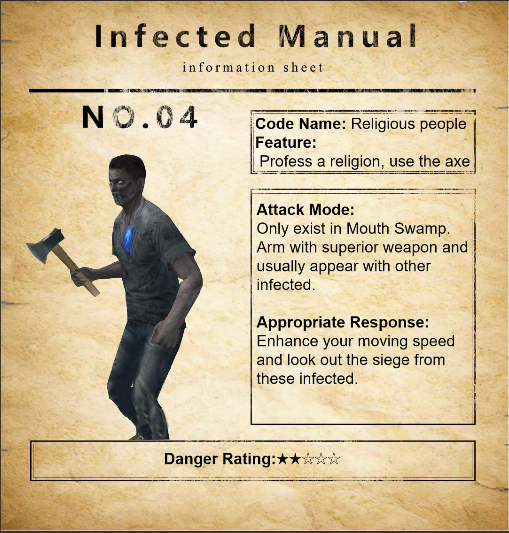 Infected Manual
information sheet
NO.04
Code Name: Religious people
Feature:
Profess a religion, use the axe
Attack Mode:
Only exist in Mouth Swamp.
Arm with superior weapon and
usually appear with other
infected.
Appropriate Response:
Enhance your moving speed
and look out the siege from
these infected.
Danger Rating:★★☆☆☆